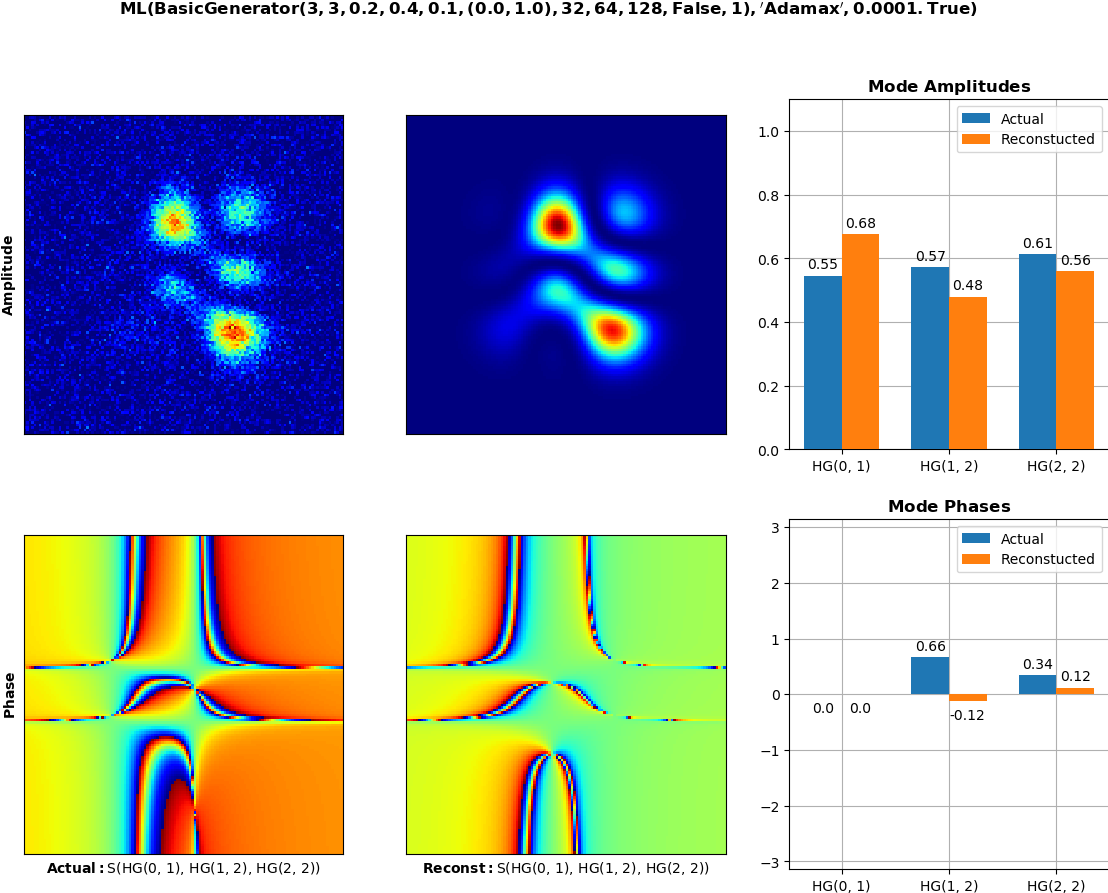 ML(BasicGenerator(3, 3, 0.2, 0.4, 0.1, (0.0, 1.0), 32, 64, 128, False, 1), ′Adamax′, 0.0001. True)
Mode Amplitudes
Amplitude
1.0
0.8
0.6
0.4
0.2
0.0
Actual
Reconstucted
0.55
0.68
0.57
0.48
0.61
0.56
HG(0, 1)
HG(1, 2)
HG(2, 2)
Mode Phases
Phase
3
2
1
0
−1
−2
−3
Actual
Reconstucted
0.0
0.0
0.66
-0.12
0.34
0.12
HG(0, 1)
HG(1, 2)
HG(2, 2)
Actual: S(HG(0, 1), HG(1, 2), HG(2, 2))
Reconst: S(HG(0, 1), HG(1, 2), HG(2, 2))